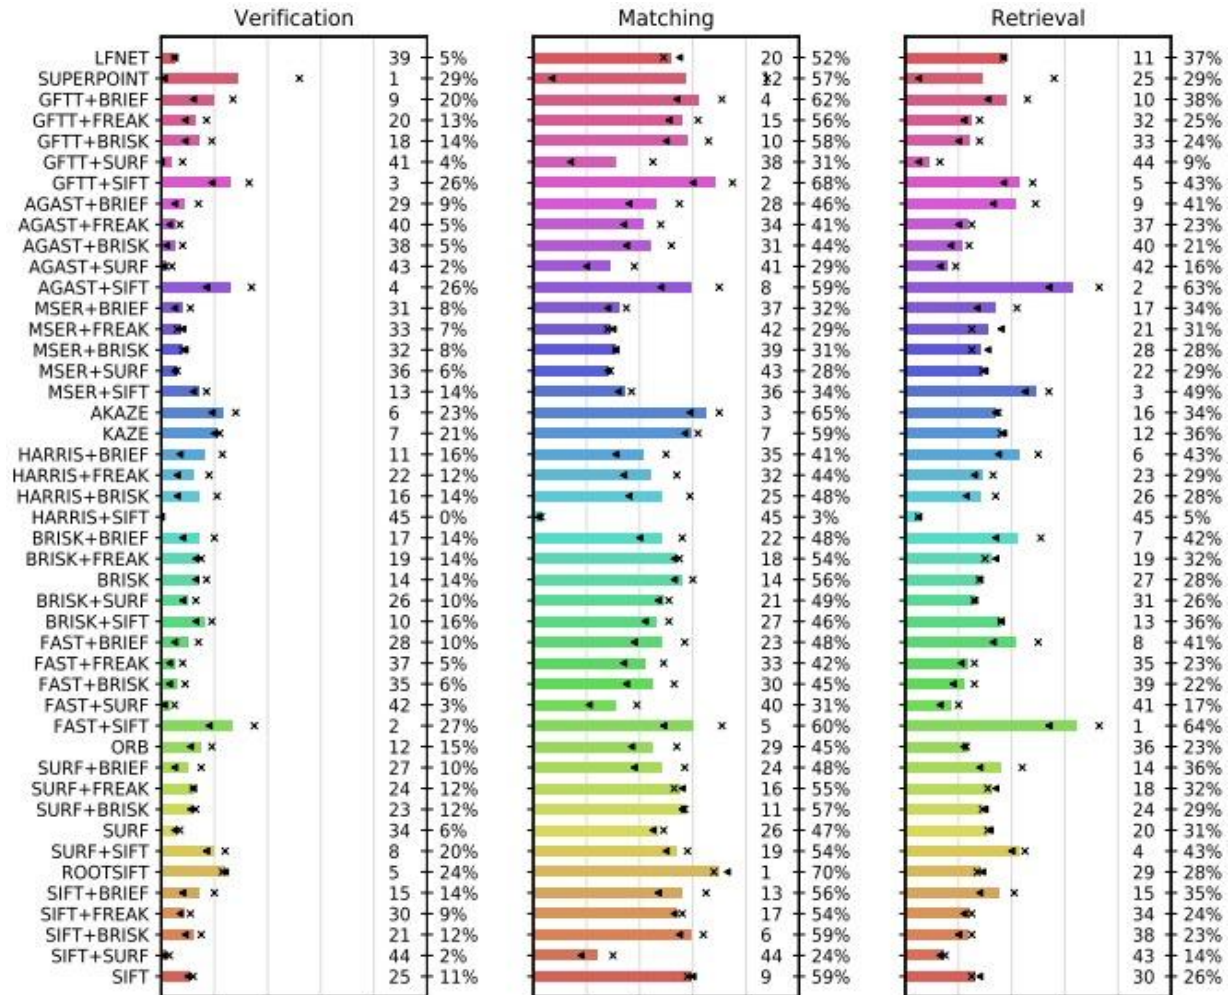 Verification Matching Retrieval
LFNET 39 5% 20 52% 11 37%
SUPERPOINT 1 29% 12 57% 25 29%
GFTT+BRIEF 9 20% 4 62% 10 38%
GFTT+FREAK 20 13% 15 56% 32 25%
GFTT+BRISK 18 14% 10 58% 33 24%
GFTT+SURF 41 4% 38 31% 44 9%
GFTT+SIFT 3 26% 2 68% 5 43%
AGAST+BRIEF 29 9% 28 46% 9 41%
AGAST+FREAK 40 5% 34 41% 37 23%
AGAST+BRISK 38 5% 31 44% 40 21%
AGAST+SURF 43 2% 41 29% 42 16%
AGAST+SIFT 4 26% 8 59% 2 63%
MSER+BRIEF 31 8% 37 32% 17 34%
MSER+FREAK 33 7% 42 29% 21 31%
MSER+BRISK 32 8% 39 31% 28 28%
MSER+SURF 36 6% 43 28% 22 29%
MSER+SIFT 13 14% 36 34% 3 49%
AKAZE 6 23% 3 65% 16 34%
KAZE 7 21% 7 59% 12 36%
HARRIS+BRIEF 11 16% 35 41% 6 43%
HARRIS+FREAK 22 12% 32 44% 23 29%
HARRIS+BRISK 16 14% 25 48% 26 28%
HARRIS+SIFT 45 0% 45 3% 45 5%
BRISK+BRIEF 17 14% 22 48% 7 42%
BRISK+FREAK 19 14% 18 54% 19 32%
BRISK 14 14% 14 56% 27 28%
BRISK+SURF 26 10% 21 49% 31 26%
BRISK+SIFT 10 16% 27 46% 13 36%
FAST+BRIEF 28 10% 23 48% 8 41%
FAST+FREAK 37 5% 33 42% 35 23%
FAST+BRISK 35 6% 30 45% 39 22%
FAST+SURF 42 3% 40 31% 41 17%
FAST+SIFT 2 27% 5 60% 1 64%
ORB 12 15% 29 45% 36 23%
SURF+BRIEF 27 10% 24 48% 14 36%
SURF+FREAK 24 12% 16 55% 18 32%
SURF+BRISK 23 12% 11 57% 24 29%
SURF 34 6% 26 47% 20 31%
SURF+SIFT 8 20% 19 54% 4 43%
ROOTSIFT 5 24% 1 70% 29 28%
SIFT+BRIEF 15 14% 13 56% 15 35%
SIFT+FREAK 30 9% 17 54% 34 24%
SIFT+BRISK 21 12% 6 59% 38 23%
SIFT+SURF 44 2% 44 24% 43 14%
SIFT 25 11% 9 59% 30 26%